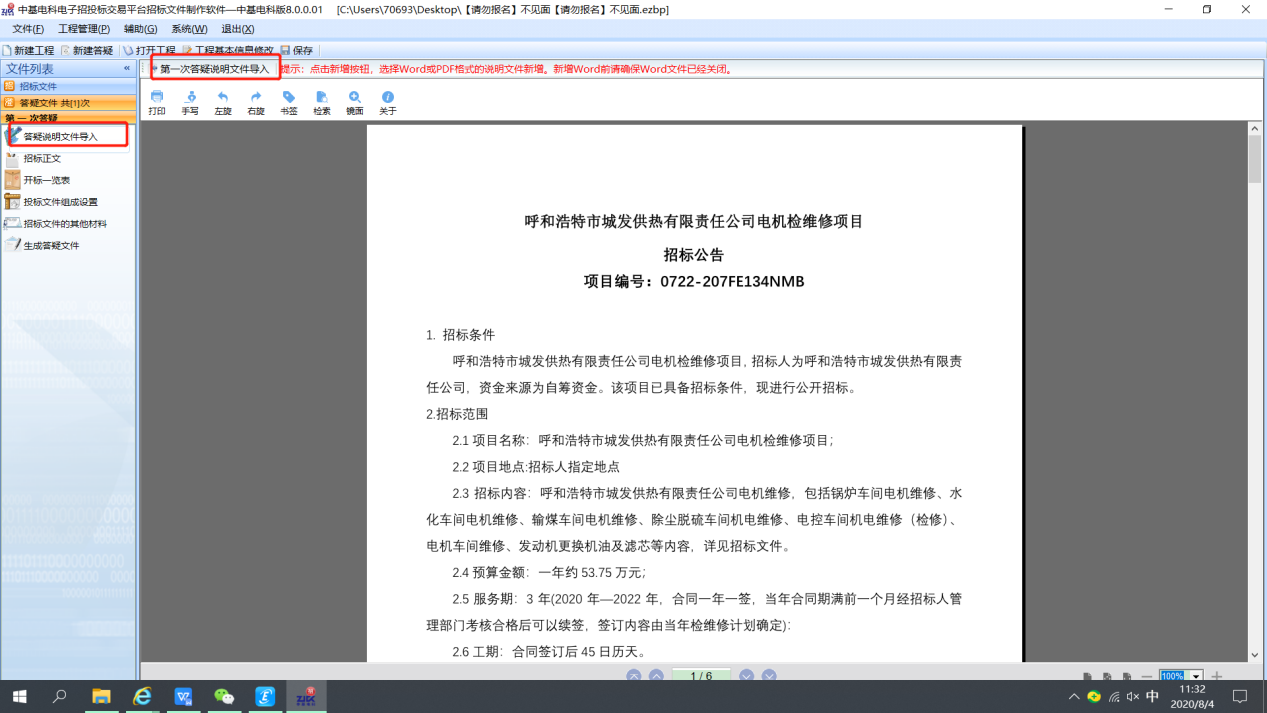 中基电科电子招投标交易平台招标文件制作软件—中基电科版8.0.0.01 [C:\Users\70693\Desktop\【请勿报名】不见面【请勿报名】不见面.ezbp]
文件(F) 工程管理(P) 辅助(G) 系统(W) 退出(X)
新建工程 新建答疑 打开工程 工程基本信息修改 保存
文件列表 «
招标文件
答疑文件 共[1]次
第一次答疑
答疑说明文件导入
招标正文
开标一览表
投标文件组成设置
招标文件的其他材料
生成答疑文件
第一次答疑说明文件导入 提示：点击新增按钮，选择Word或PDF格式的说明文件新增。新增Word前请确保Word文件已经关闭。
打印 手写 左旋 右旋 书签 检索 镜面 关于
呼和浩特市城发供热有限责任公司电机检维修项目
招标公告
项目编号：0722-207FE134NMB
1. 招标条件
呼和浩特市城发供热有限责任公司电机检维修项目, 招标人为呼和浩特市城发供热有限责
任公司，资金来源为自筹资金。该项目已具备招标条件，现进行公开招标。
2.招标范围
2.1 项目名称：呼和浩特市城发供热有限责任公司电机检维修项目；
2.2 项目地点:招标人指定地点
2.3 招标内容：呼和浩特市城发供热有限责任公司电机维修，包括锅炉车间电机维修、水
化车间电机维修、输煤车间电机维修、除尘脱硫车间机电维修、电控车间机电维修（检修）、
电机车间维修、发动机更换机油及滤芯等内容，详见招标文件。
2.4 预算金额：一年约 53.75 万元；
2.5 服务期：3 年(2020 年—2022 年，合同一年一签，当年合同期满前一个月经招标人管
理部门考核合格后可以续签，签订内容由当年检维修计划确定)：
2.6 工期：合同签订后 45 日历天。
1 / 6
100%
中
11:32
2020/8/4